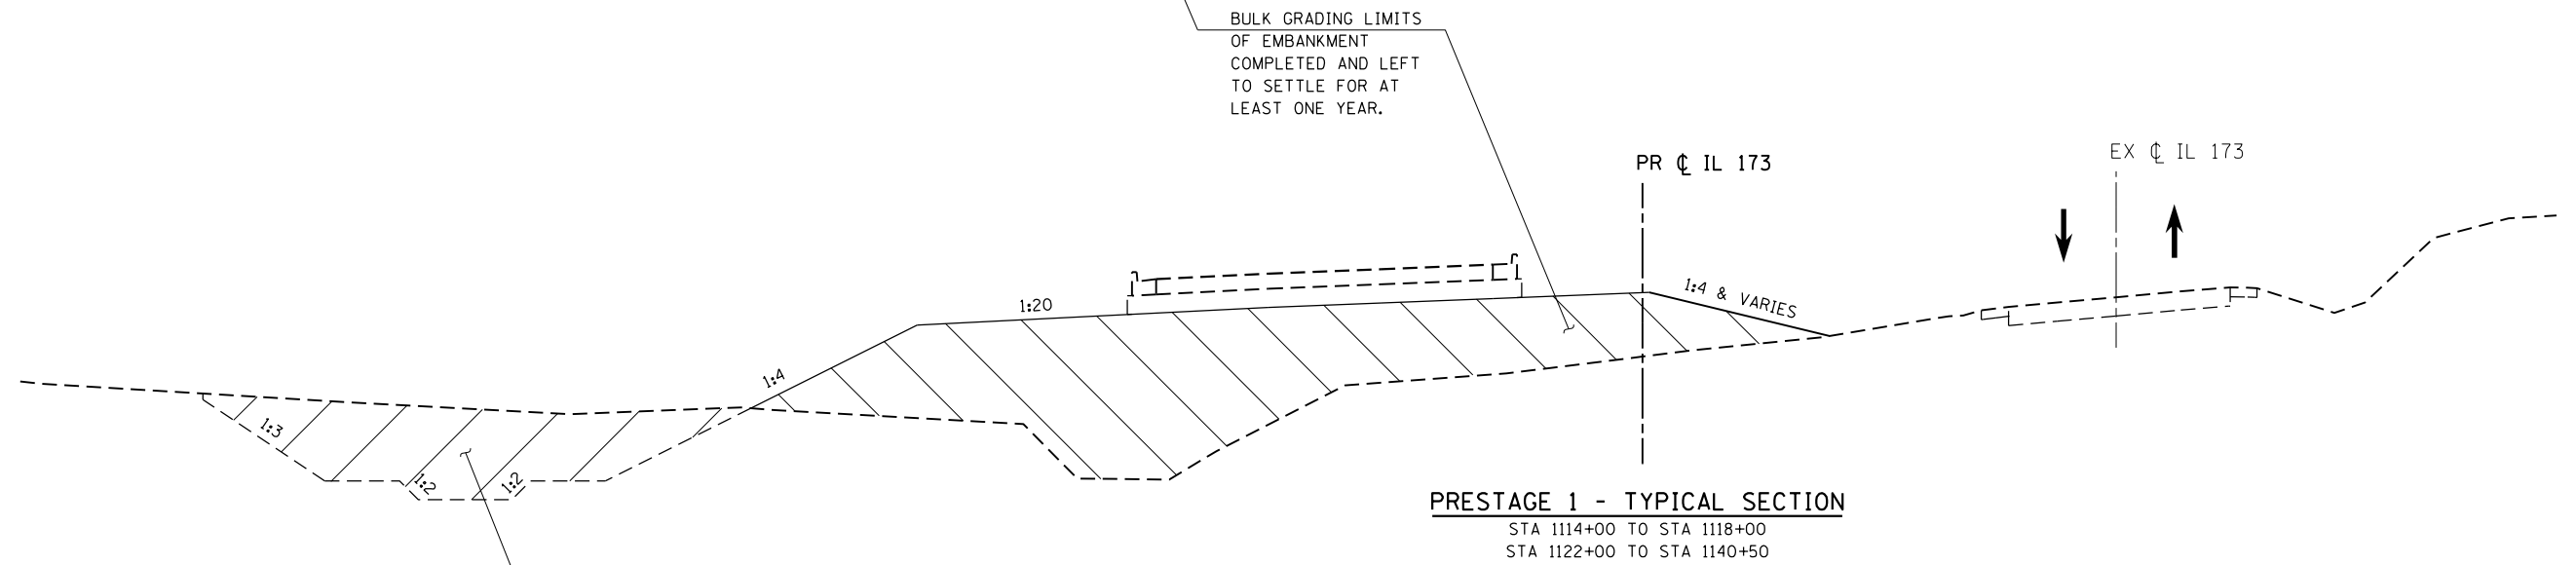 BULK GRADING LIMITS
OF EMBANKMENT
COMPLETED AND LEFT
TO SETTLE FOR AT
LEAST ONE YEAR.
PR ℄ IL 173
EX ℄ IL 173
1:20
1:4 & VARIES
1:4
1:3
1:2
1:2
PRESTAGE 1 - TYPICAL SECTION
STA 1114+00 TO STA 1118+00
STA 1122+00 TO STA 1140+50